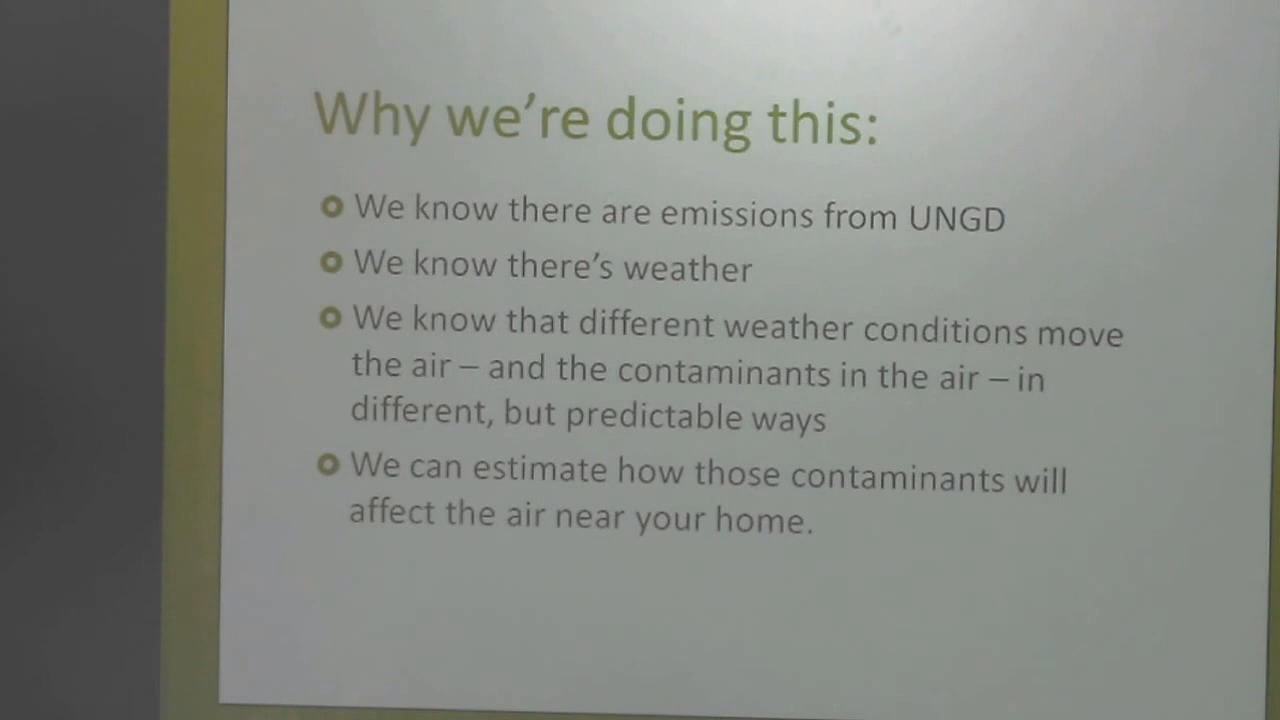 Why we're doing this:
We know there are emissions from UNGD
We know there's weather
We know that different weather conditions move
the air – and the contaminants in the air – in
different, but predictable ways
We can estimate how those contaminants will
affect the air near your home.